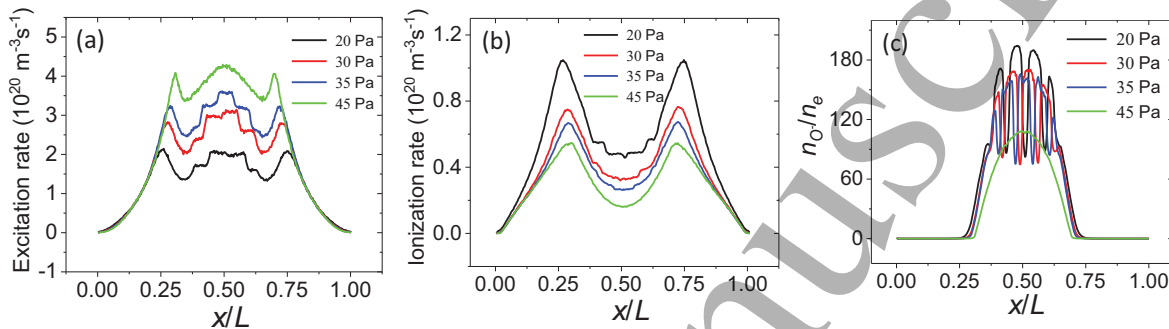 (a)
20 Pa
30 Pa
35 Pa
45 Pa
Excitation rate (10²⁰ m⁻³s⁻¹)
5
4
3
2
1
0
-1
0.00 0.25 0.50 0.75 1.00
x/L
(b)
20 Pa
30 Pa
35 Pa
45 Pa
Ionization rate (10²⁰ m⁻³s⁻¹)
1.2
0.8
0.4
0.0
0.00 0.25 0.50 0.75 1.00
x/L
(c)
20 Pa
30 Pa
35 Pa
45 Pa
n_O-/n_e
180
120
60
0
0.00 0.25 0.50 0.75 1.00
x/L